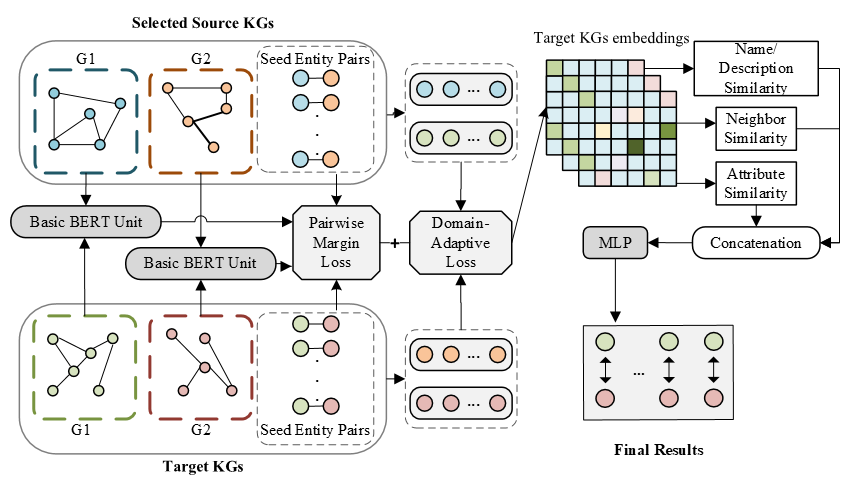 Selected Source KGs
G1
G2
Seed Entity Pairs
...
...
Basic BERT Unit
Basic BERT Unit
Pairwise
Margin
Loss
+
Domain-
Adaptive
Loss
G1
G2
Seed Entity Pairs
Target KGs
...
...
Target KGs embeddings
Name/
Description
Similarity
Neighbor
Similarity
Attribute
Similarity
Concatenation
MLP
...
Final Results